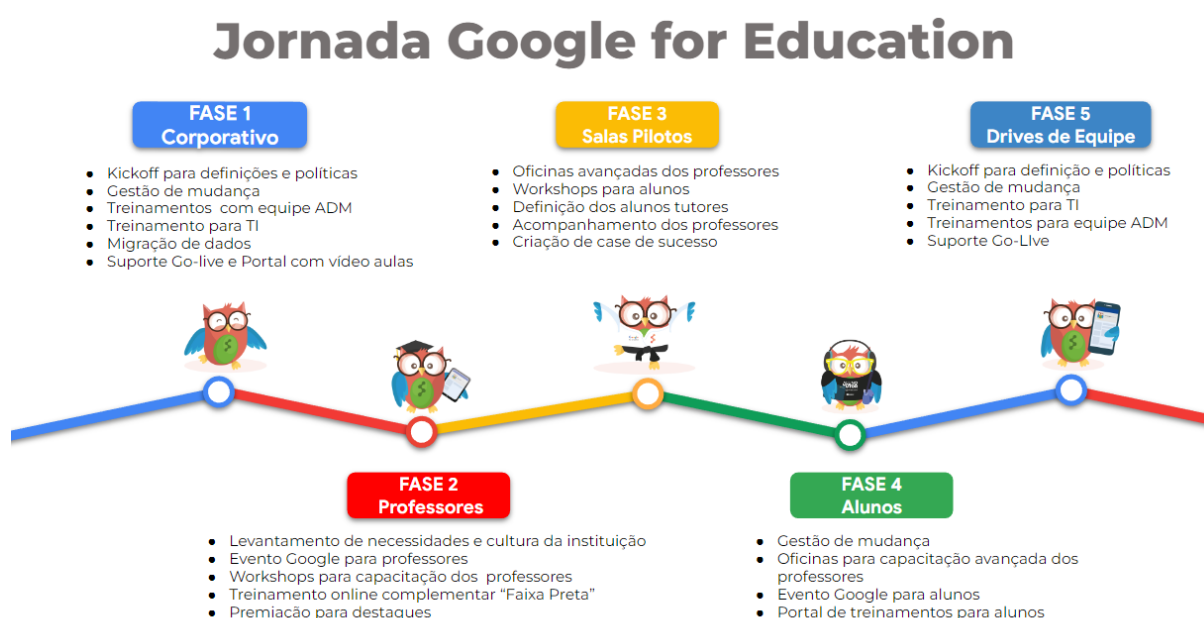 Jornada Google for Education
FASE 1
Corporativo
• Kickoff para definições e políticas
• Gestão de mudança
• Treinamentos com equipe ADM
• Treinamento para TI
• Migração de dados
• Suporte Go-live e Portal com vídeo aulas
FASE 3
Salas Pilotos
• Oficinas avançadas dos professores
• Workshops para alunos
• Definição dos alunos tutores
• Acompanhamento dos professores
• Criação de case de sucesso
FASE 5
Drives de Equipe
• Kickoff para definição e políticas
• Gestão de mudança
• Treinamento para TI
• Treinamentos para equipe ADM
• Suporte Go-LIve
FASE 2
Professores
• Levantamento de necessidades e cultura da instituição
• Evento Google para professores
• Workshops para capacitação dos professores
• Treinamento online complementar “Faixa Preta”
• Premiação para destaques
FASE 4
Alunos
• Gestão de mudança
• Oficinas para capacitação avançada dos
professores
• Evento Google para alunos
• Portal de treinamentos para alunos